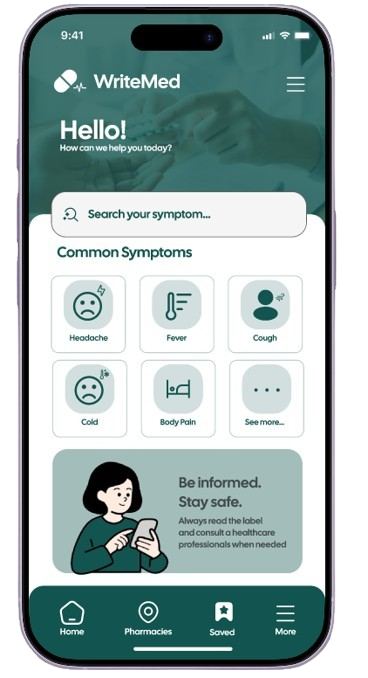 9:41
WriteMed
Hello!
How can we help you today?
Search your symptom...
Common Symptoms
Headache
Fever
Cough
Cold
Body Pain
See more...
Be informed.
Stay safe.
Always read the label
and consult a healthcare
professionals when needed
Home
Pharmacies
Saved
More